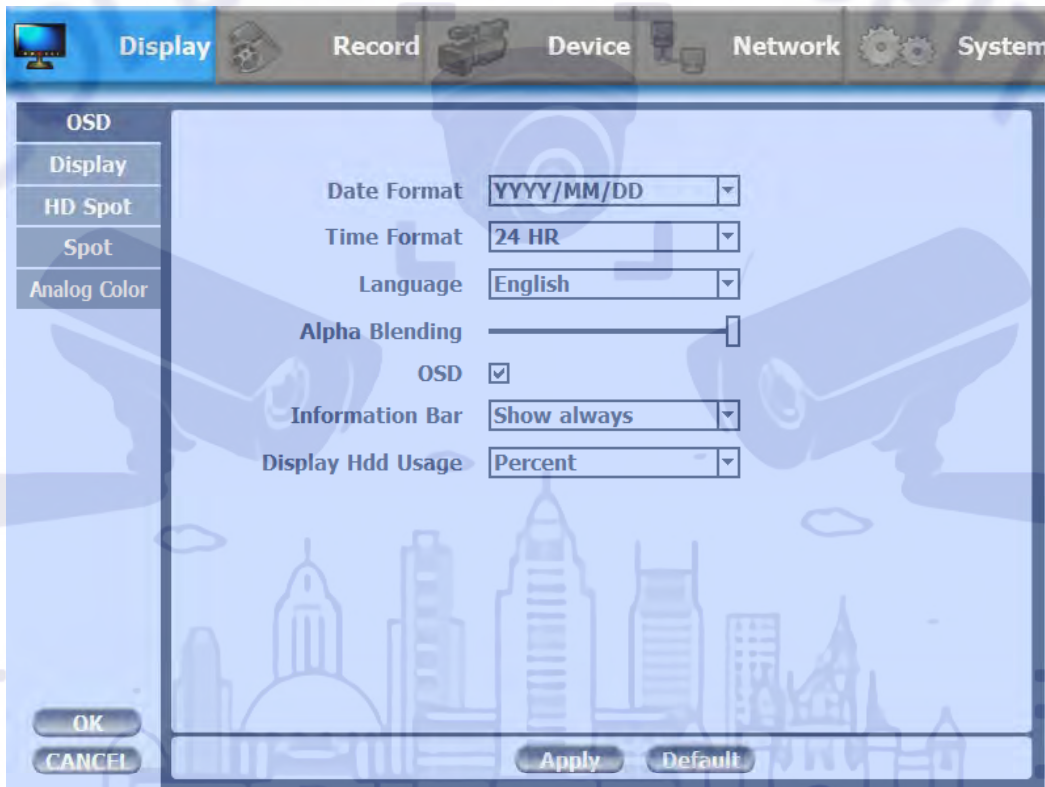 Display Record Device Network System
OSD
Display
HD Spot
Spot
Analog Color
Date Format YYYY/MM/DD
Time Format 24 HR
Language English
Alpha Blending
OSD
Information Bar Show always
Display Hdd Usage Percent
OK
CANCEL
Apply Default